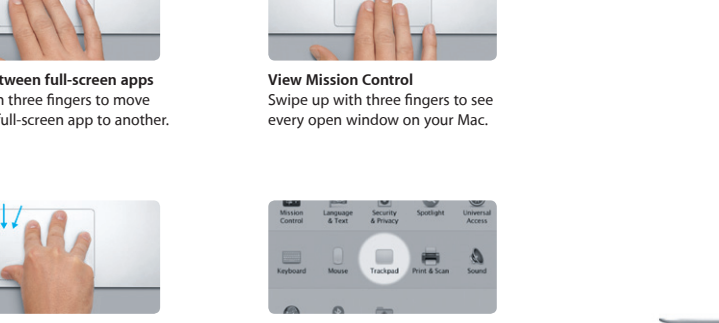 tween full-screen apps
three fingers to move
full-screen app to another.
View Mission Control
Swipe up with three fingers to see
every open window on your Mac.
Mission Control
Language & Text
Security & Privacy
Spotlight
Universal Access
Keyboard
Mouse
Trackpad
Print & Scan
Sound